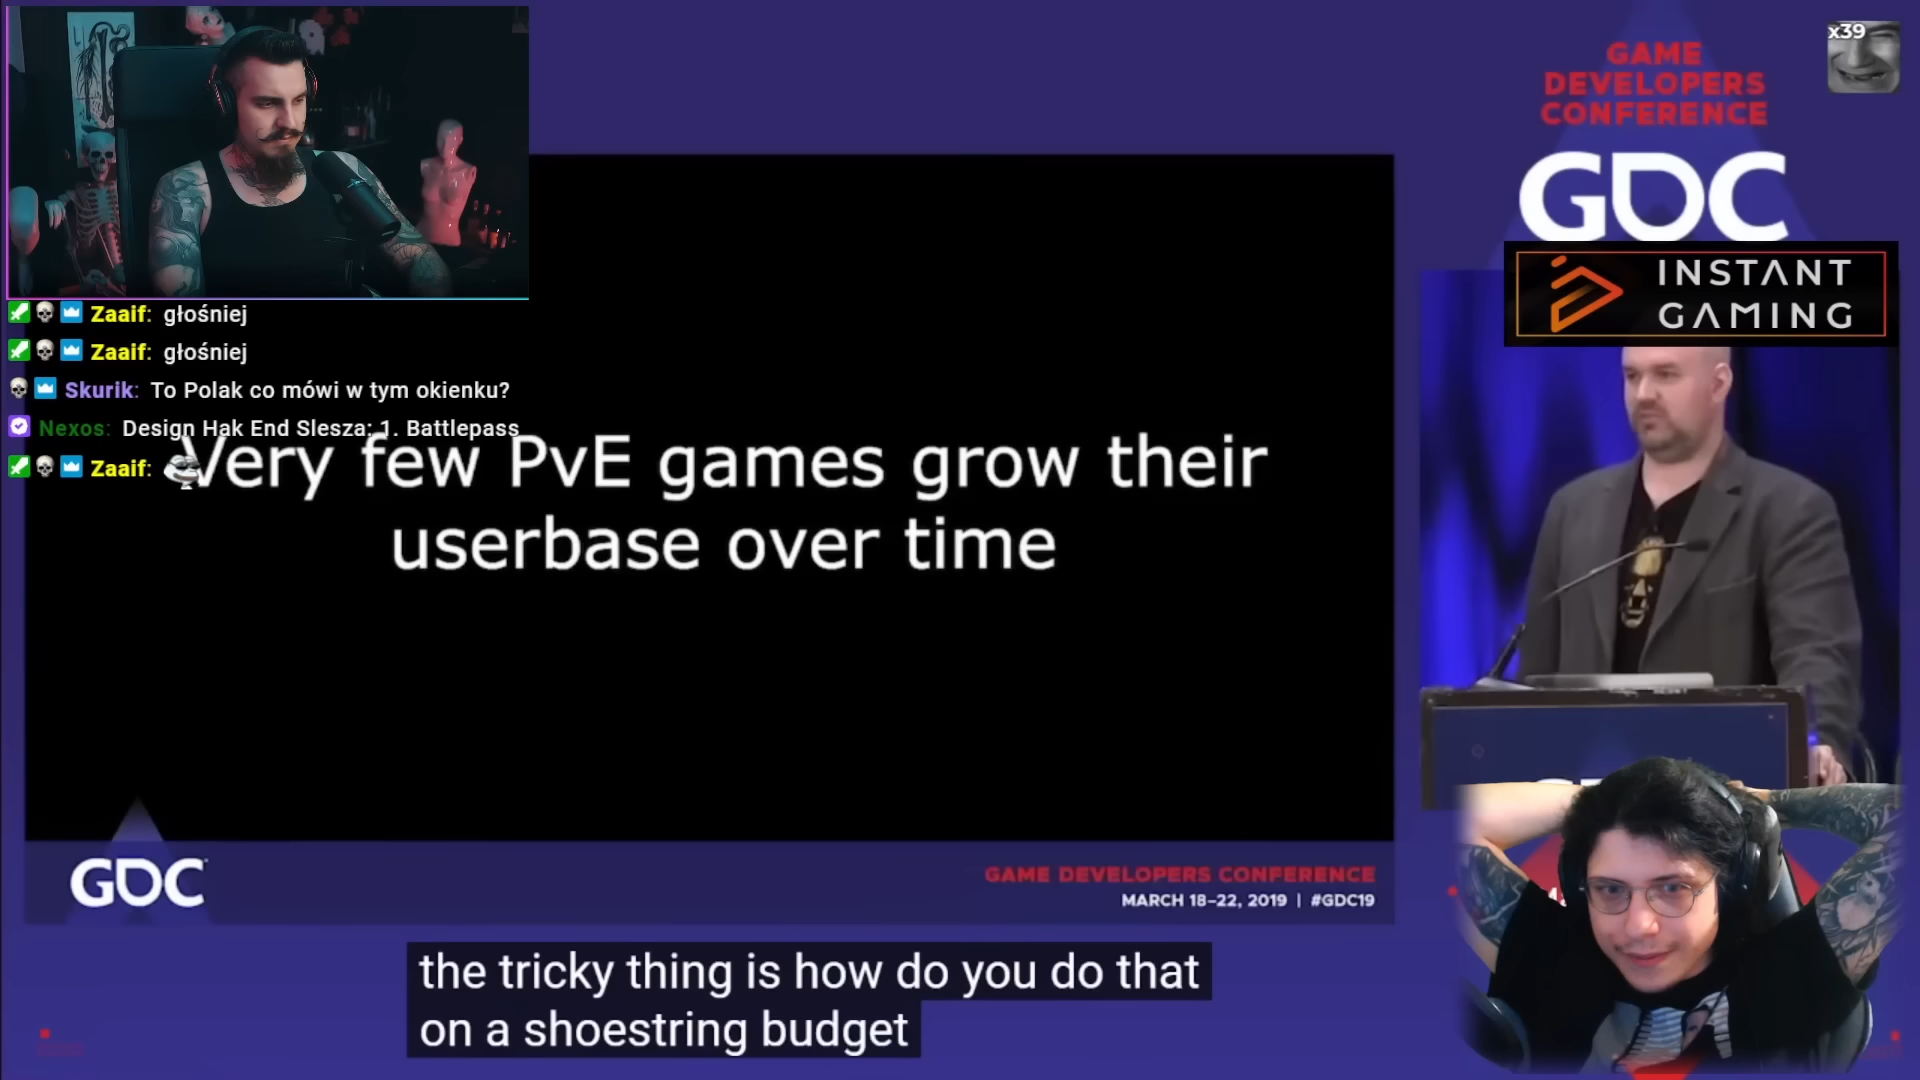 x39
GAME
DEVELOPERS
CONFERENCE
GDC
INSTANT
GAMING
Zaaif: głośniej
Zaaif: głośniej
Skurik: To Polak co mówi w tym okienku?
Nexos: Design Hak End Slesza: 1. Battlepass
Zaaif:
Very few PvE games grow their
userbase over time
GDC
GAME DEVELOPERS CONFERENCE
MARCH 18-22, 2019 | #GDC19
the tricky thing is how do you do that
on a shoestring budget